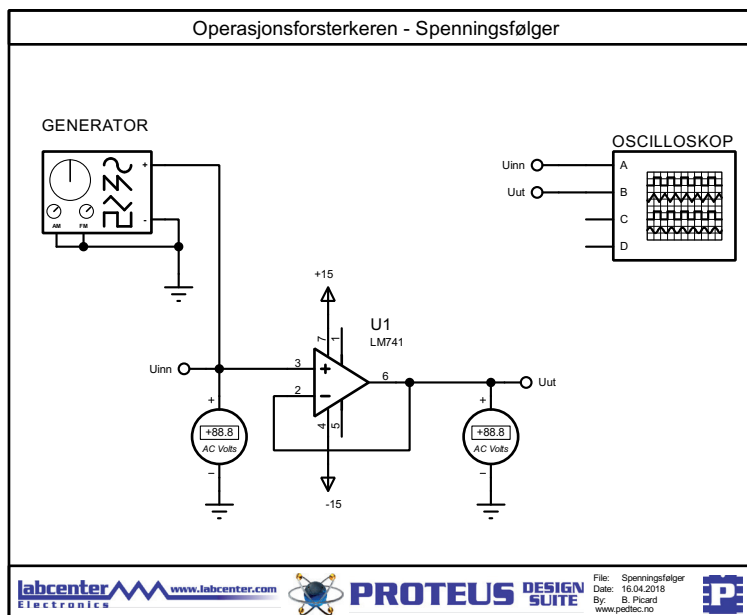 Operasjonsforsterkeren - Spenningsfølger
GENERATOR
+
-
AM FM
OSCILLOSKOP
Uinn A
Uut B
C
D
+15
U1
LM741
7
1
Uinn
3
2
6
4
5
Uut
-15
+
+88.8
AC Volts
−
+
+88.8
AC Volts
−
labcenter
Electronics
www.labcenter.com
PROTEUS DESIGN SUITE
File: Spenningsfølger
Date: 16.04.2018
By: B. Picard
www.pedtec.no